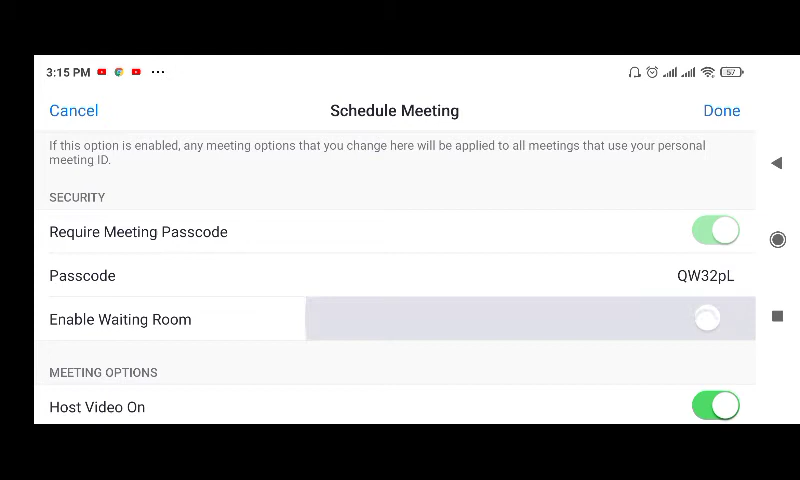 3:15 PM ... 57
Cancel Schedule Meeting Done
If this option is enabled, any meeting options that you change here will be applied to all meetings that use your personal
meeting ID.
SECURITY
Require Meeting Passcode
Passcode QW32pL
Enable Waiting Room
MEETING OPTIONS
Host Video On